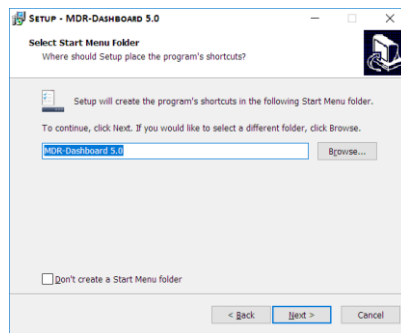 Setup - MDR-Dashboard 5.0
Select Start Menu Folder
Where should Setup place the program's shortcuts?
Setup will create the program's shortcuts in the following Start Menu folder.
To continue, click Next. If you would like to select a different folder, click Browse.
MDR-Dashboard 5.0
Browse...
Don't create a Start Menu folder
< Back
Next >
Cancel